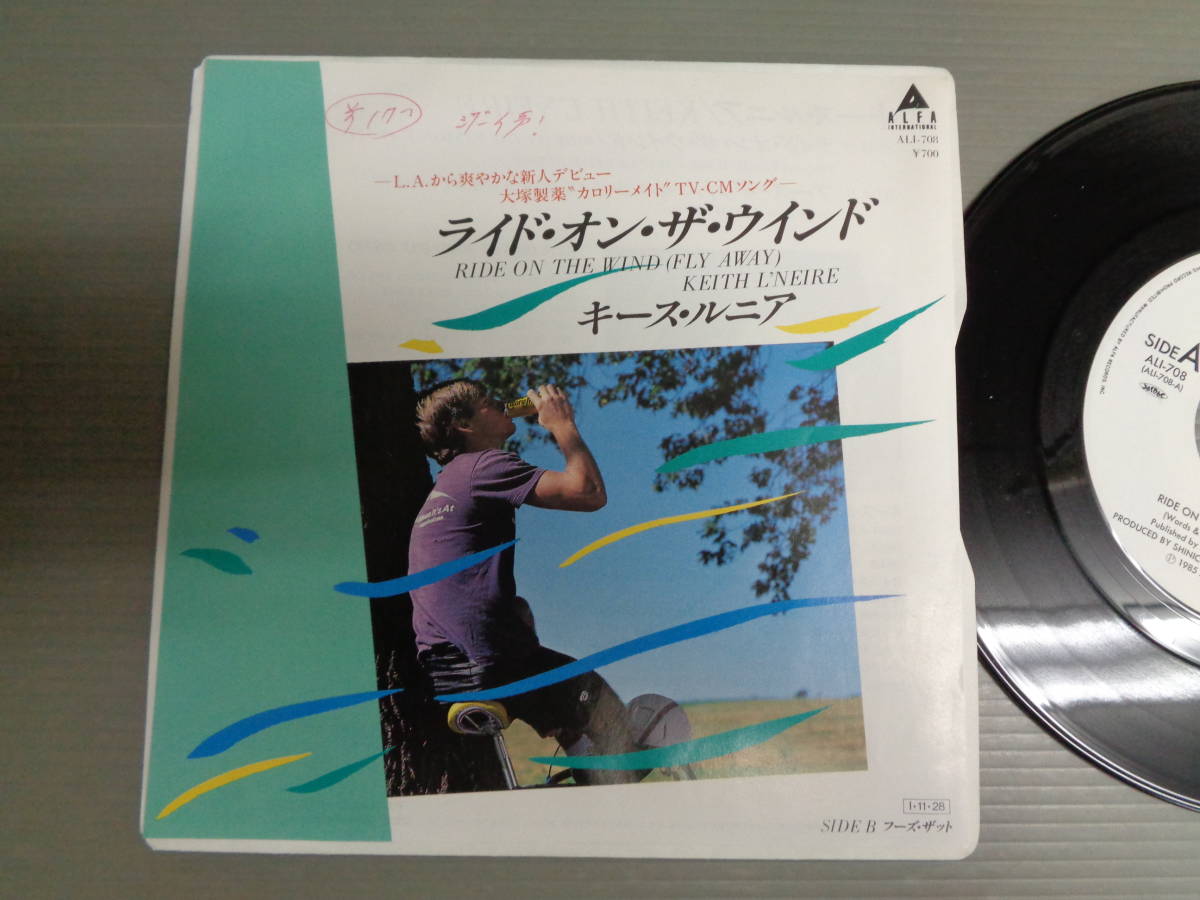 ALFA
INTERNATIONAL
ALI-708
¥700
—L.A.から爽やかな新人デビュー
大塚製薬“カロリーメイト”TV-CMソング—
ライド・オン・ザ・ウインド
RIDE ON THE WIND (FLY AWAY)
KEITH L'NEIRE
キース・ルニア
I・11・28
SIDE B フーズ・ザット
SIDE A
ALI-708
(ALI-708-A)
RIDE ON
(Words &
Published by
PRODUCED BY SHINIC
Ⓟ 1985